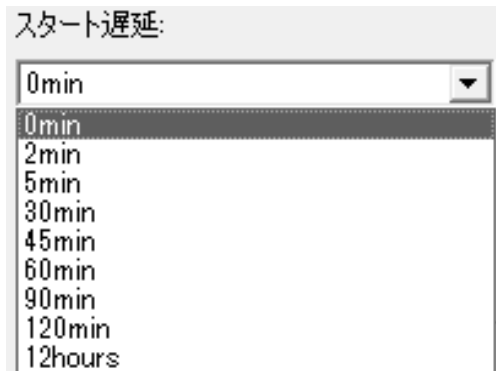 スタート遅延:
0min
0min
2min
5min
30min
45min
60min
90min
120min
12hours